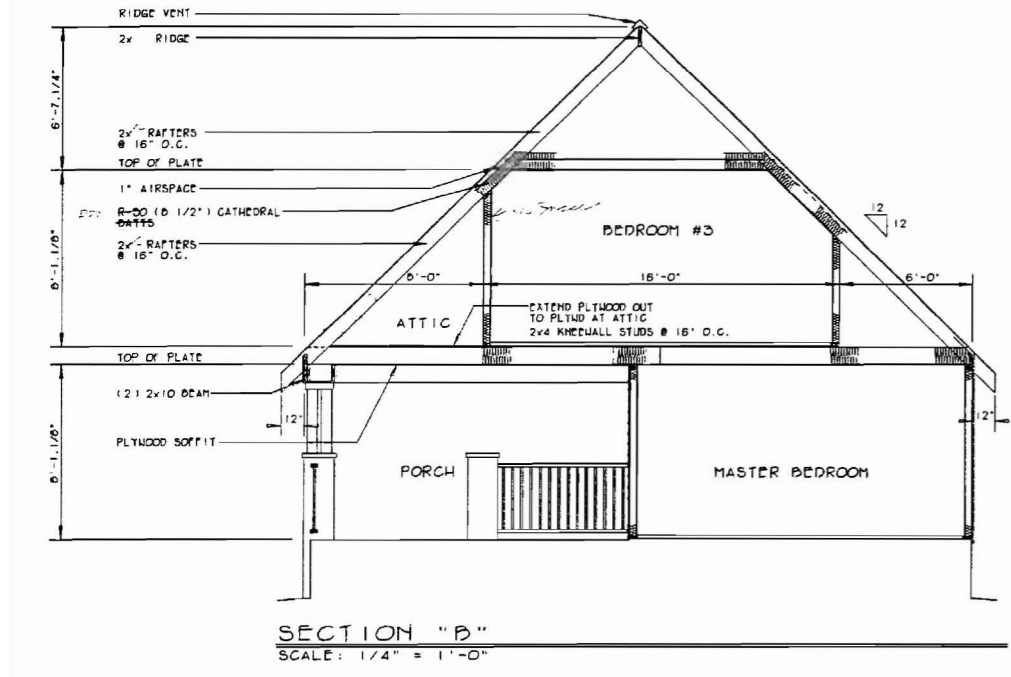 RIDGE VENT
2x RIDGE
6'-7,1/4"
2x RAFTERS
@ 16" O.C.
TOP OF PLATE
1" AIRSPACE
R-30 (8 1/2") CATHEDRAL
BATTS
2x RAFTERS
@ 16" O.C.
BEDROOM #3
12
12
8'-1,1/8"
8'-0"
16'-0"
6'-0"
ATTIC
EXTEND PLYWOOD OUT
TO PLYWD AT ATTIC
2x4 KNEEWALL STUDS @ 16" O.C.
TOP OF PLATE
(2) 2x10 BEAM
12"
12"
PLYWOOD SOFFIT
8'-1,1/8"
PORCH
MASTER BEDROOM
SECTION "B"
SCALE: 1/4" = 1'-0"